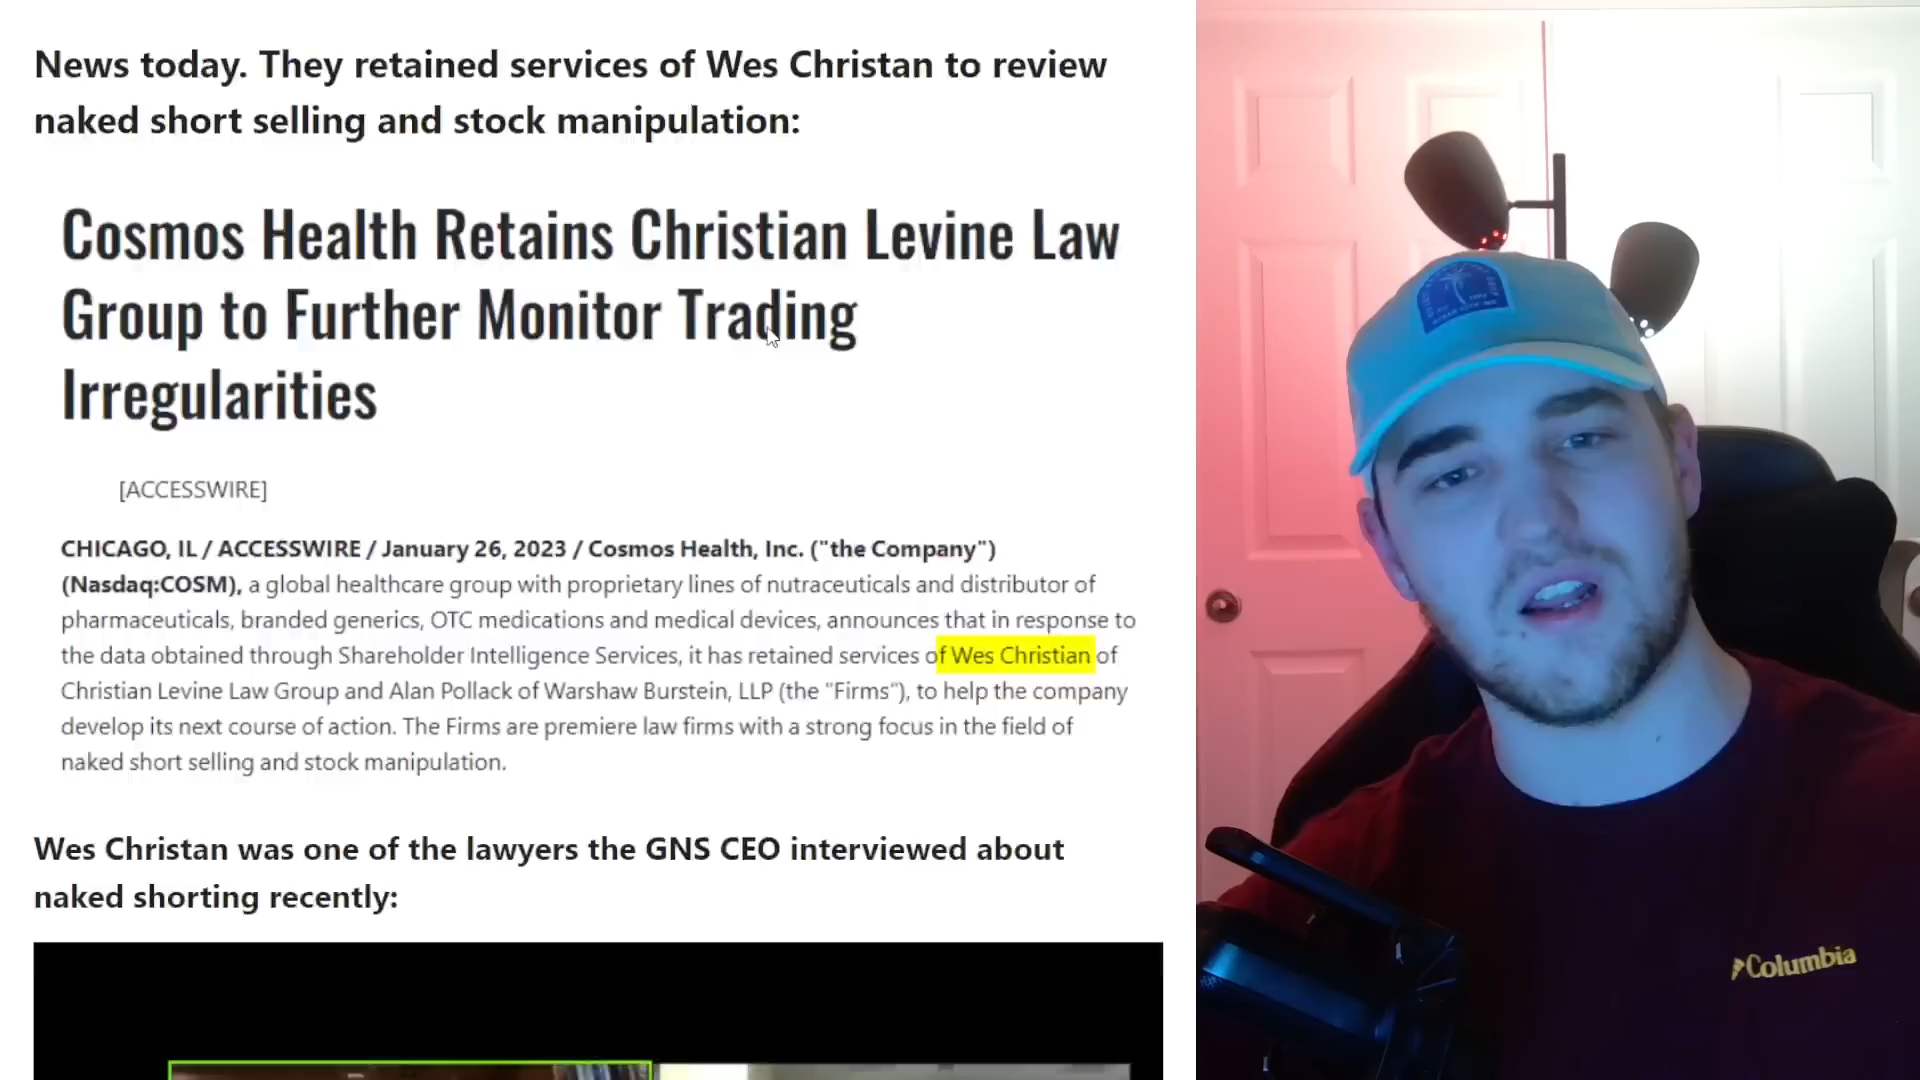 News today. They retained services of Wes Christan to review
naked short selling and stock manipulation:
Cosmos Health Retains Christian Levine Law
Group to Further Monitor Trading
Irregularities
[ACCESSWIRE]
CHICAGO, IL / ACCESSWIRE / January 26, 2023 / Cosmos Health, Inc. ("the Company")
(Nasdaq:COSM), a global healthcare group with proprietary lines of nutraceuticals and distributor of
pharmaceuticals, branded generics, OTC medications and medical devices, announces that in response to
the data obtained through Shareholder Intelligence Services, it has retained services of Wes Christian of
Christian Levine Law Group and Alan Pollack of Warshaw Burstein, LLP (the "Firms"), to help the company
develop its next course of action. The Firms are premiere law firms with a strong focus in the field of
naked short selling and stock manipulation.
Wes Christan was one of the lawyers the GNS CEO interviewed about
naked shorting recently:
Columbia